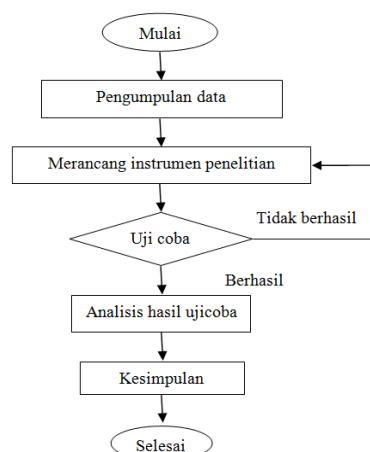 Mulai
Pengumpulan data
Merancang instrumen penelitian
Tidak berhasil
Uji coba
Berhasil
Analisis hasil ujicoba
Kesimpulan
Selesai